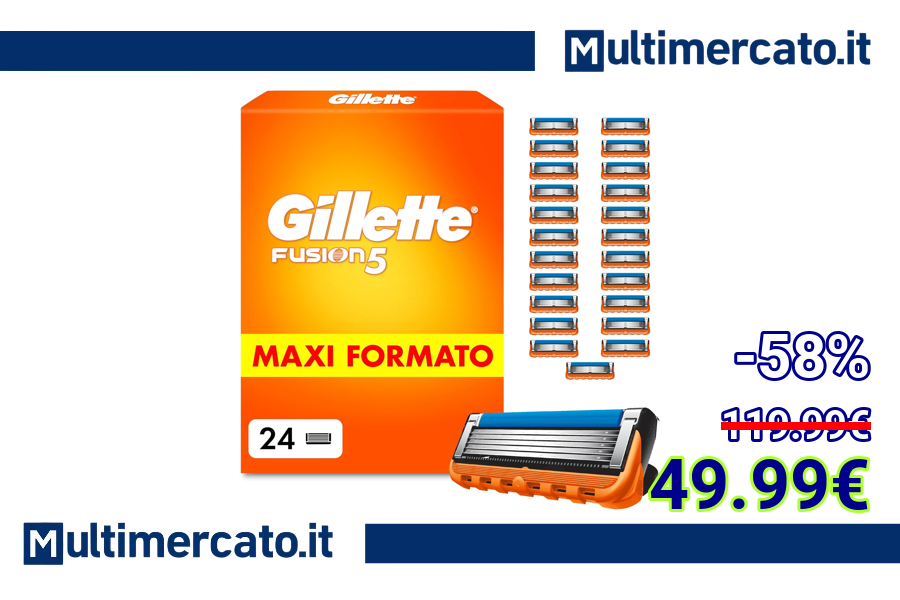 Multimercato.it
Gillette
Gillette®
FUSION5
MAXI FORMATO
24
-58%
119.99€
49.99€
Multimercato.it